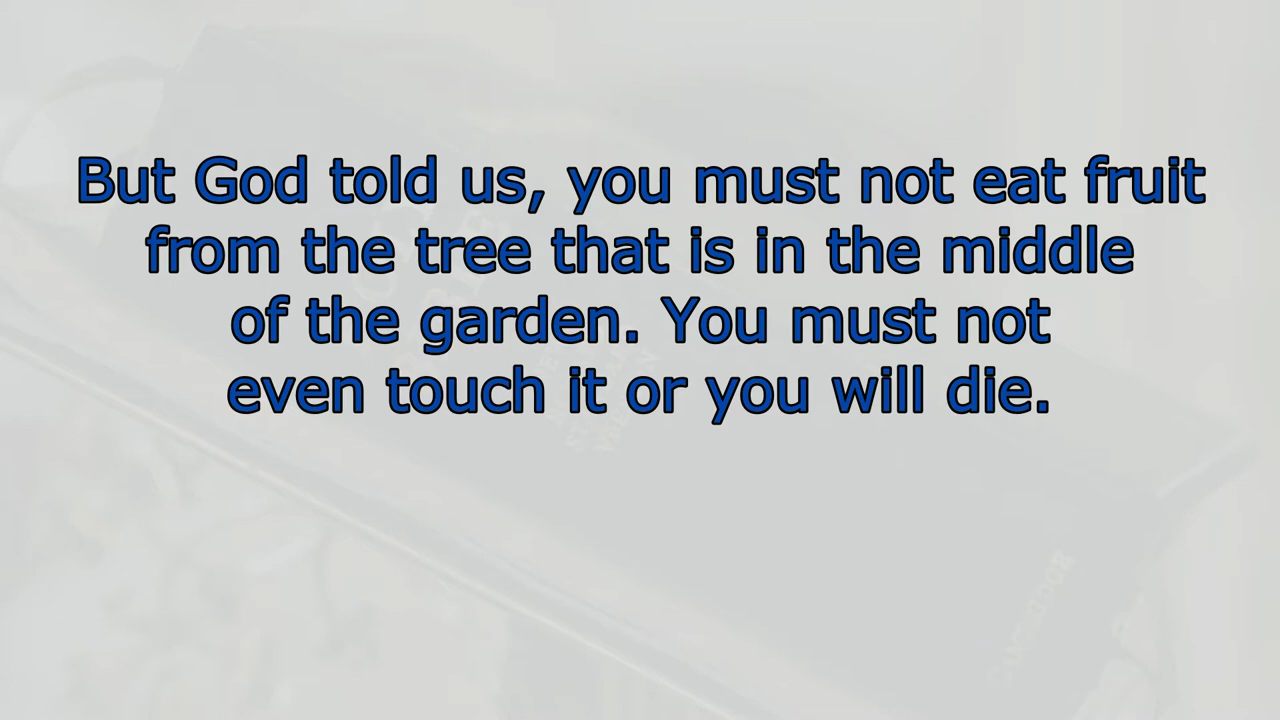 But God told us, you must not eat fruit
from the tree that is in the middle
of the garden. You must not
even touch it or you will die.